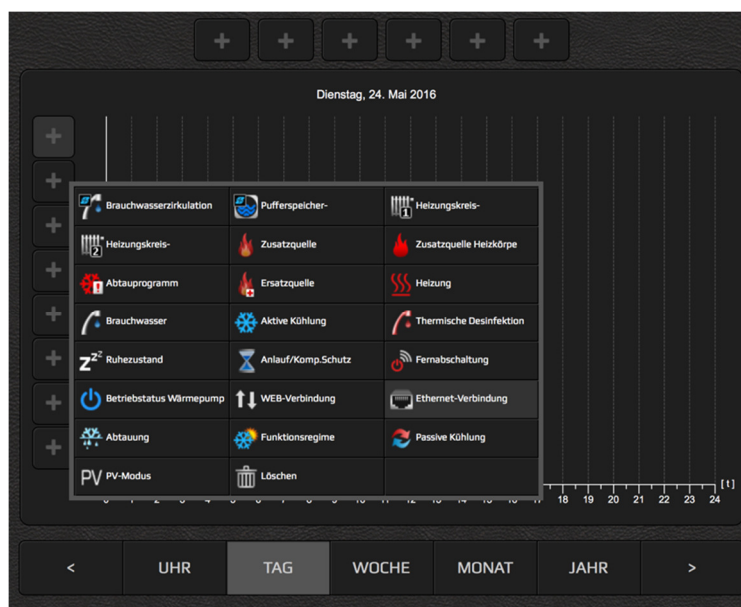 Dienstag, 24. Mai 2016
Brauchwasserzirkulation
Pufferspeicher-
Heizungskreis-
Heizungskreis-
Zusatzquelle
Zusatzquelle Heizkörpe
Abtauprogramm
Ersatzquelle
Heizung
Brauchwasser
Aktive Kühlung
Thermische Desinfektion
Ruhezustand
Anlauf/Komp.Schutz
Fernabschaltung
Betriebstatus Wärmepump
WEB-Verbindung
Ethernet-Verbindung
Abtauung
Funktionsregime
Passive Kühlung
PV PV-Modus
Löschen
[t]
18 19 20 21 22 23 24
< UHR TAG WOCHE MONAT JAHR >